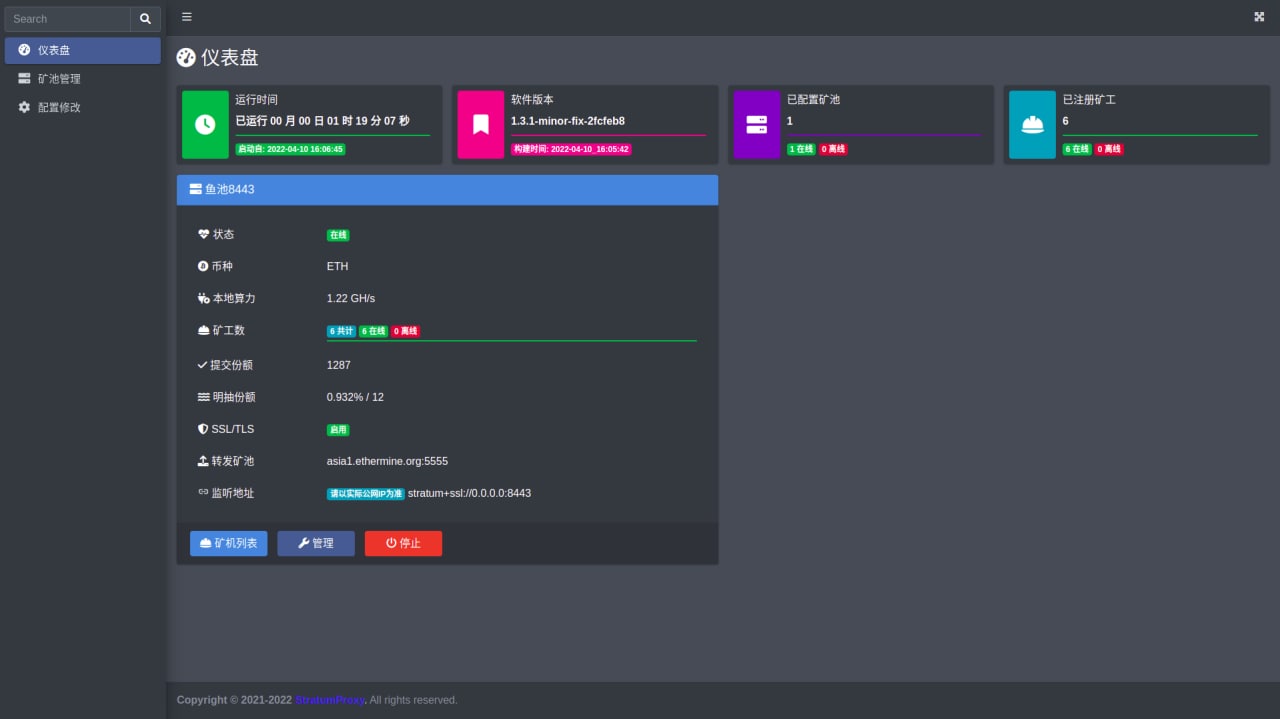 Search
仪表盘
矿池管理
配置修改
仪表盘
运行时间
已运行 00 月 00 日 01 时 19 分 07 秒
启动自: 2022-04-10 16:06:45
软件版本
1.3.1-minor-fix-2fcfeb8
构建时间: 2022-04-10_16:05:42
已配置矿池
1
1 在线 0 离线
已注册矿工
6
6 在线 0 离线
鱼池8443
状态 在线
币种 ETH
本地算力 1.22 GH/s
矿工数 6 共计 6 在线 0 离线
提交份额 1287
明抽份额 0.932% / 12
SSL/TLS 启用
转发矿池 asia1.ethermine.org:5555
监听地址 请以实际公网IP为准 stratum+ssl://0.0.0.0:8443
矿机列表 管理 停止
Copyright © 2021-2022 StratumProxy. All rights reserved.